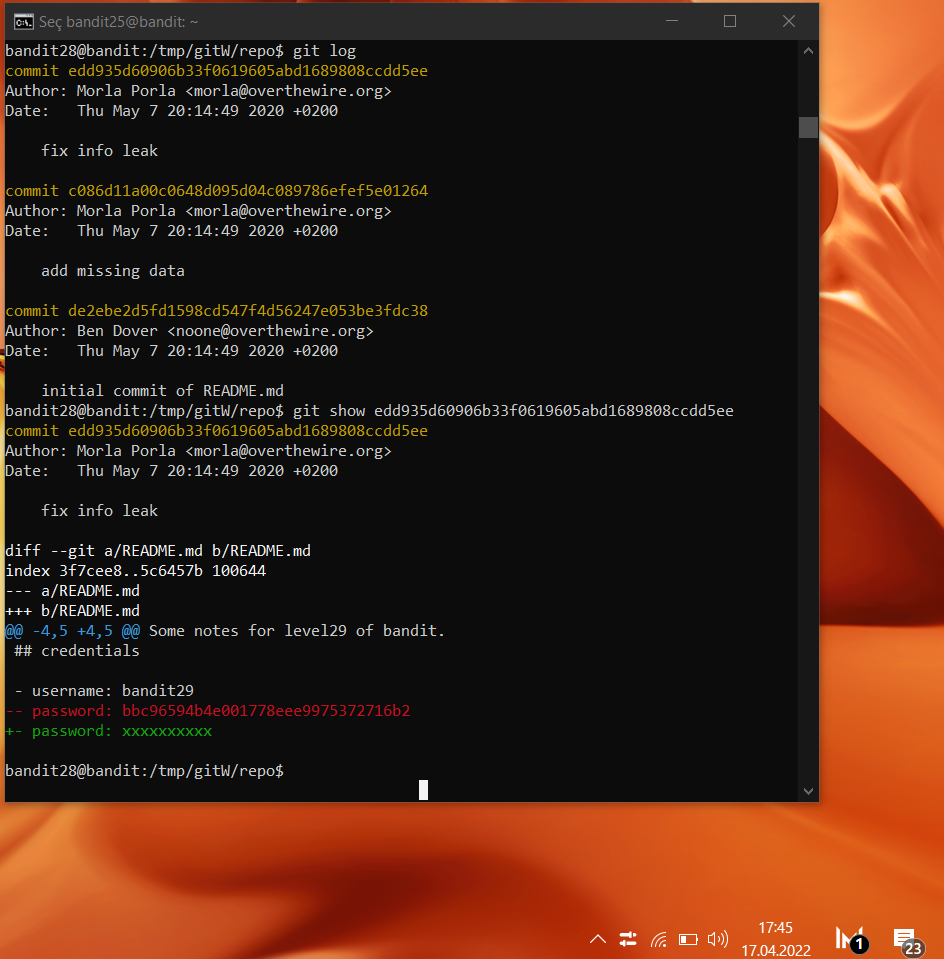 Seç bandit25@bandit: ~
bandit28@bandit:/tmp/gitW/repo$ git log
commit edd935d60906b33f0619605abd1689808ccdd5ee
Author: Morla Porla <morla@overthewire.org>
Date:   Thu May 7 20:14:49 2020 +0200
    fix info leak
commit c086d11a00c0648d095d04c089786efef5e01264
Author: Morla Porla <morla@overthewire.org>
Date:   Thu May 7 20:14:49 2020 +0200
    add missing data
commit de2ebe2d5fd1598cd547f4d56247e053be3fdc38
Author: Ben Dover <noone@overthewire.org>
Date:   Thu May 7 20:14:49 2020 +0200
    initial commit of README.md
bandit28@bandit:/tmp/gitW/repo$ git show edd935d60906b33f0619605abd1689808ccdd5ee
commit edd935d60906b33f0619605abd1689808ccdd5ee
Author: Morla Porla <morla@overthewire.org>
Date:   Thu May 7 20:14:49 2020 +0200
    fix info leak
diff --git a/README.md b/README.md
index 3f7cee8..5c6457b 100644
--- a/README.md
+++ b/README.md
@@ -4,5 +4,5 @@ Some notes for level29 of bandit.
 ## credentials
 - username: bandit29
-- password: bbc96594b4e001778eee9975372716b2
+- password: xxxxxxxxxx
bandit28@bandit:/tmp/gitW/repo$
17:45
17.04.2022
1
23